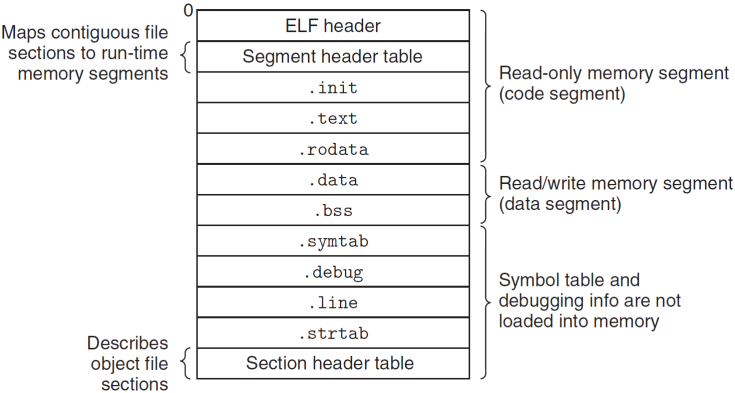 0
Maps contiguous file
sections to run-time
memory segments
ELF header
Segment header table
.init
.text
.rodata
Read-only memory segment
(code segment)
.data
.bss
Read/write memory segment
(data segment)
.symtab
.debug
.line
.strtab
Symbol table and
debugging info are not
loaded into memory
Describes
object file
sections
Section header table